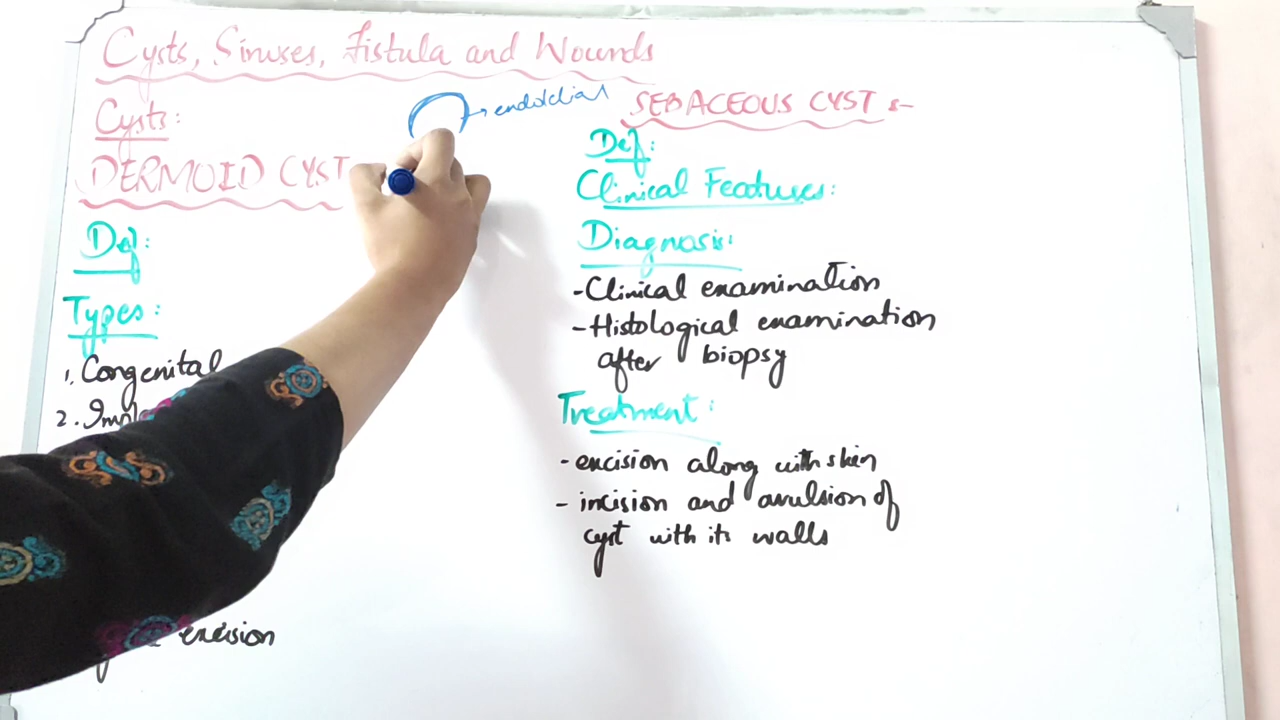 Cysts, Sinuses, Fistula and Wounds
Cysts:
DERMOID CYST
Def:
Types:
1. Congenital
2.
excision
SEBACEOUS CYST :-
Def:
Clinical Features:
Diagnosis:
- Clinical examination
- Histological examination
after biopsy
Treatment:
- excision along with skin
- incision and avulsion of
cyst with its walls